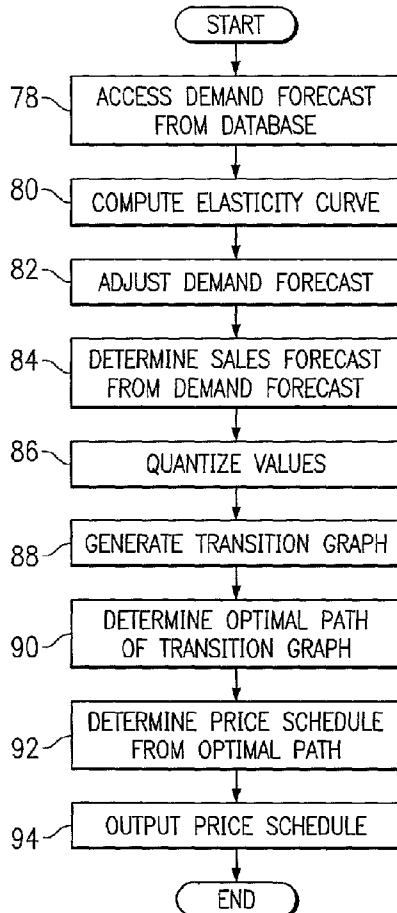 START
78
ACCESS DEMAND FORECAST
FROM DATABASE
80
COMPUTE ELASTICITY CURVE
82
ADJUST DEMAND FORECAST
84
DETERMINE SALES FORECAST
FROM DEMAND FORECAST
86
QUANTIZE VALUES
88
GENERATE TRANSITION GRAPH
90
DETERMINE OPTIMAL PATH
OF TRANSITION GRAPH
92
DETERMINE PRICE SCHEDULE
FROM OPTIMAL PATH
94
OUTPUT PRICE SCHEDULE
END